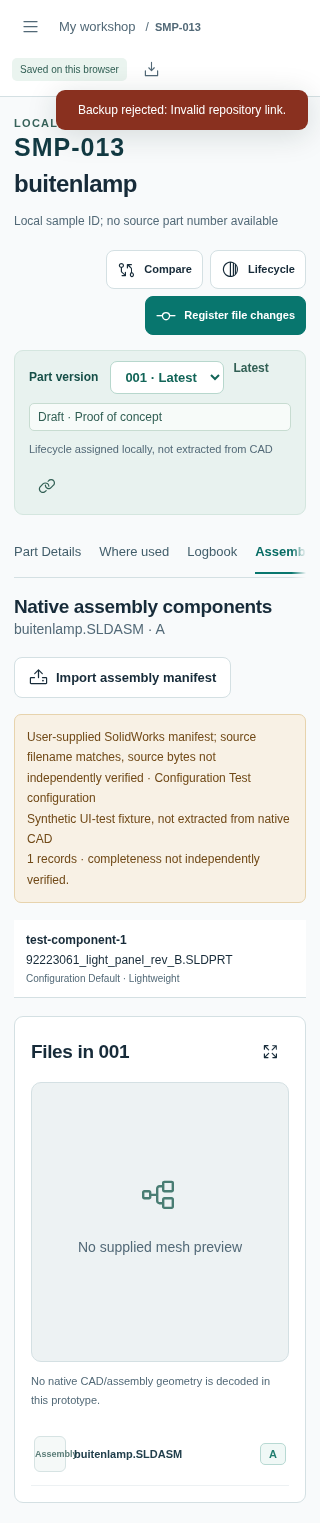 My workshop / SMP-013
Saved on this browser
Backup rejected: Invalid repository link.
LOCAL
SMP-013
buitenlamp
Local sample ID; no source part number available
Compare
Lifecycle
Register file changes
Part version
001 · Latest
Latest
Draft · Proof of concept
Lifecycle assigned locally, not extracted from CAD
Part Details Where used Logbook Assemb
Native assembly components
buitenlamp.SLDASM · A
Import assembly manifest
User-supplied SolidWorks manifest; source
filename matches, source bytes not
independently verified · Configuration Test
configuration
Synthetic UI-test fixture, not extracted from native
CAD
1 records · completeness not independently
verified.
test-component-1
92223061_light_panel_rev_B.SLDPRT
Configuration Default · Lightweight
Files in 001
No supplied mesh preview
No native CAD/assembly geometry is decoded in
this prototype.
Assembly
buitenlamp.SLDASM
A